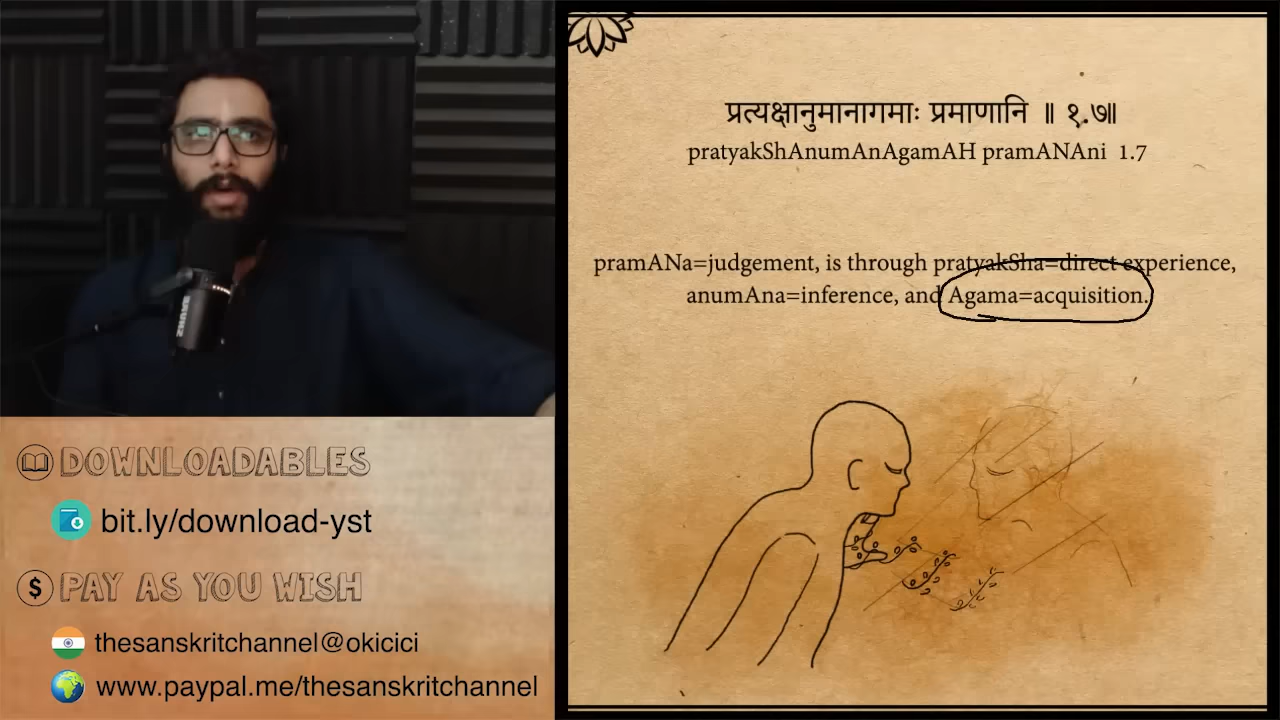 प्रत्यक्षानुमानागमाः प्रमाणानि ॥ १.७॥
pratyakShAnumAnAgamAH pramANAni 1.7
pramANa=judgement, is through pratyakSha=direct experience,
anumAna=inference, and Agama=acquisition.
DOWNLOADABLES
bit.ly/download-yst
$ PAY AS YOU WISH
thesanskritchannel@okicici
www.paypal.me/thesanskritchannel